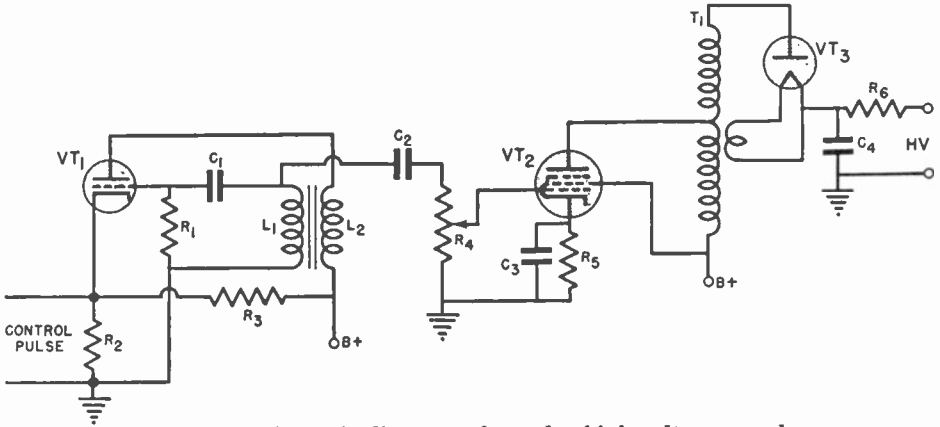 T1
VT3
R6
C2
C1
VT1
VT2
C4
HV
L1
L2
R1
R4
C3
R5
B+
R3
CONTROL
PULSE
R2
B+